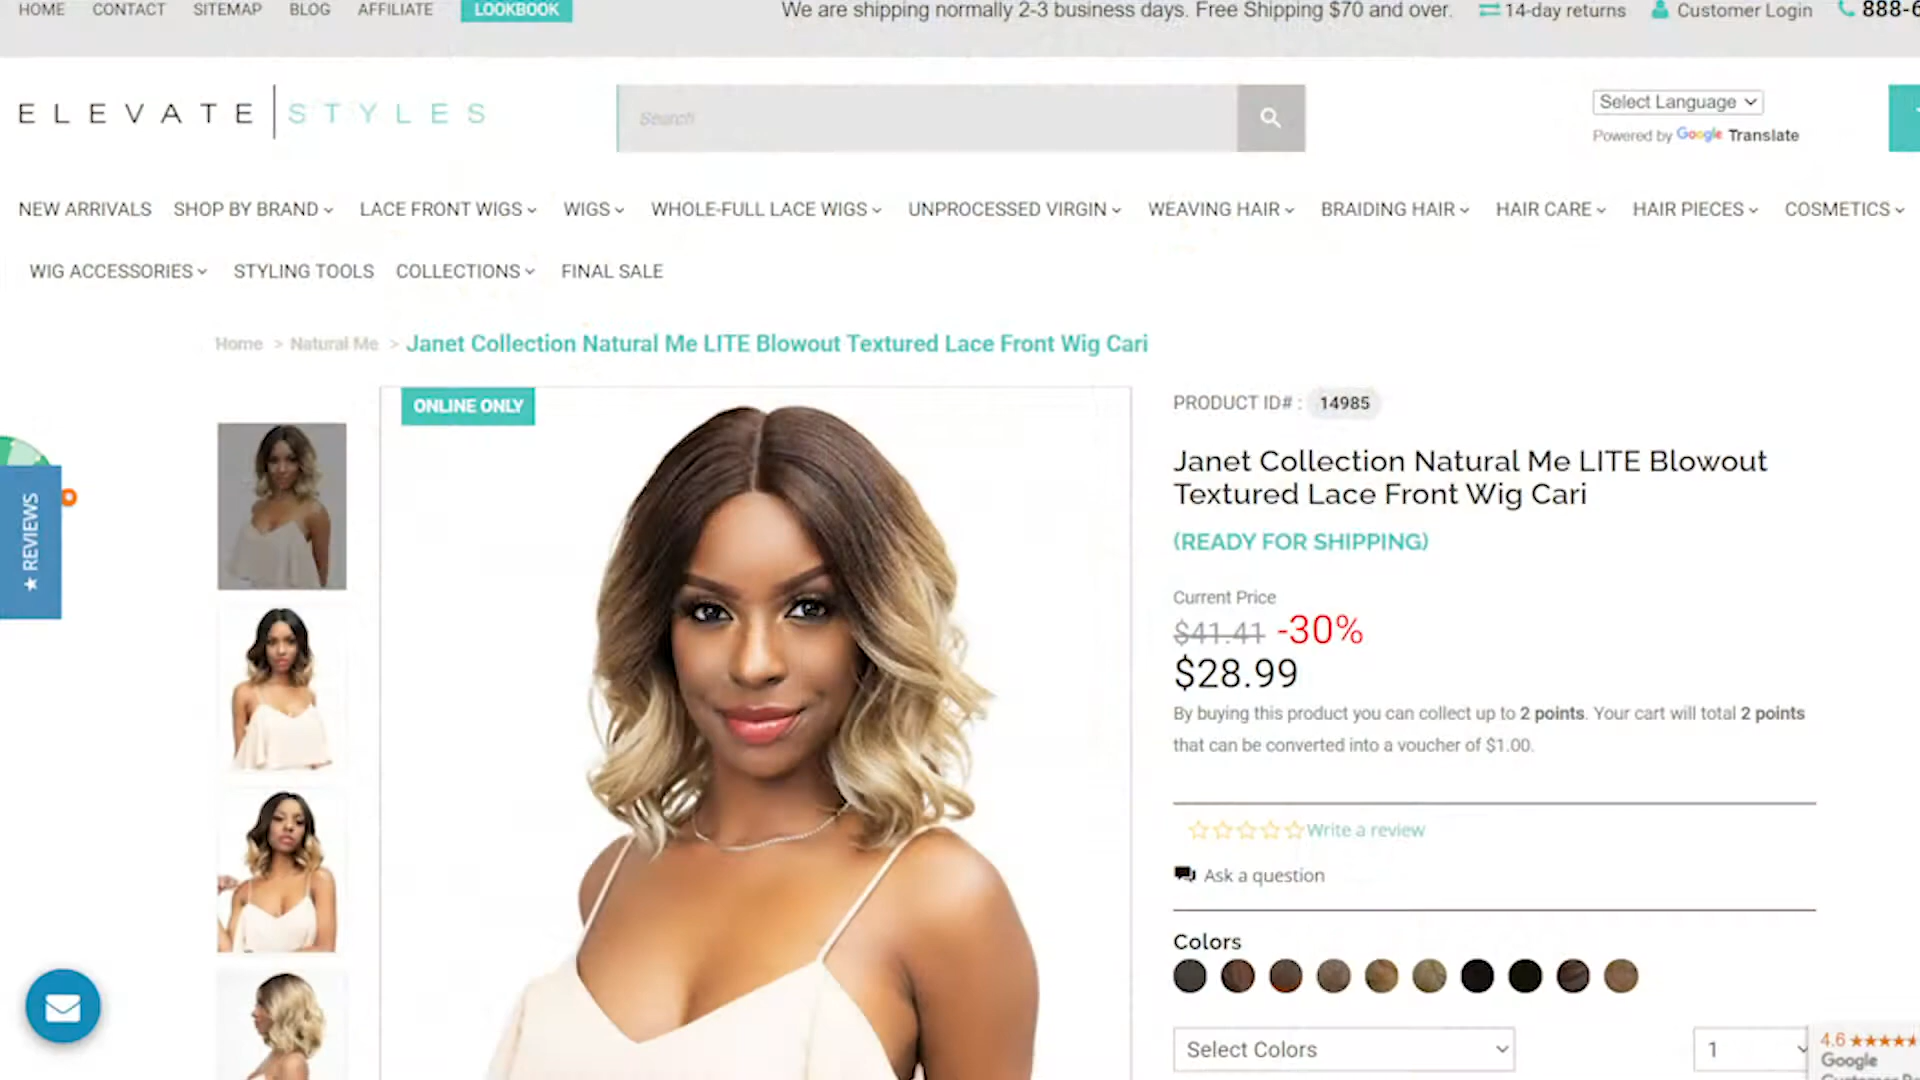 HOME CONTACT SITEMAP BLOG AFFILIATE LOOKBOOK We are shipping normally 2-3 business days. Free Shipping $70 and over. 14-day returns Customer Login 888-6
ELEVATE STYLES
Search
Select Language
Powered by Google Translate
NEW ARRIVALS SHOP BY BRAND LACE FRONT WIGS WIGS WHOLE-FULL LACE WIGS UNPROCESSED VIRGIN WEAVING HAIR BRAIDING HAIR HAIR CARE HAIR PIECES COSMETICS
WIG ACCESSORIES STYLING TOOLS COLLECTIONS FINAL SALE
Home > Natural Me > Janet Collection Natural Me LITE Blowout Textured Lace Front Wig Cari
ONLINE ONLY
PRODUCT ID# : 14985
Janet Collection Natural Me LITE Blowout
Textured Lace Front Wig Cari
(READY FOR SHIPPING)
★ REVIEWS
Current Price
$41.41 -30%
$28.99
By buying this product you can collect up to 2 points. Your cart will total 2 points
that can be converted into a voucher of $1.00.
Write a review
Ask a question
Colors
Select Colors
1
4.6
Google